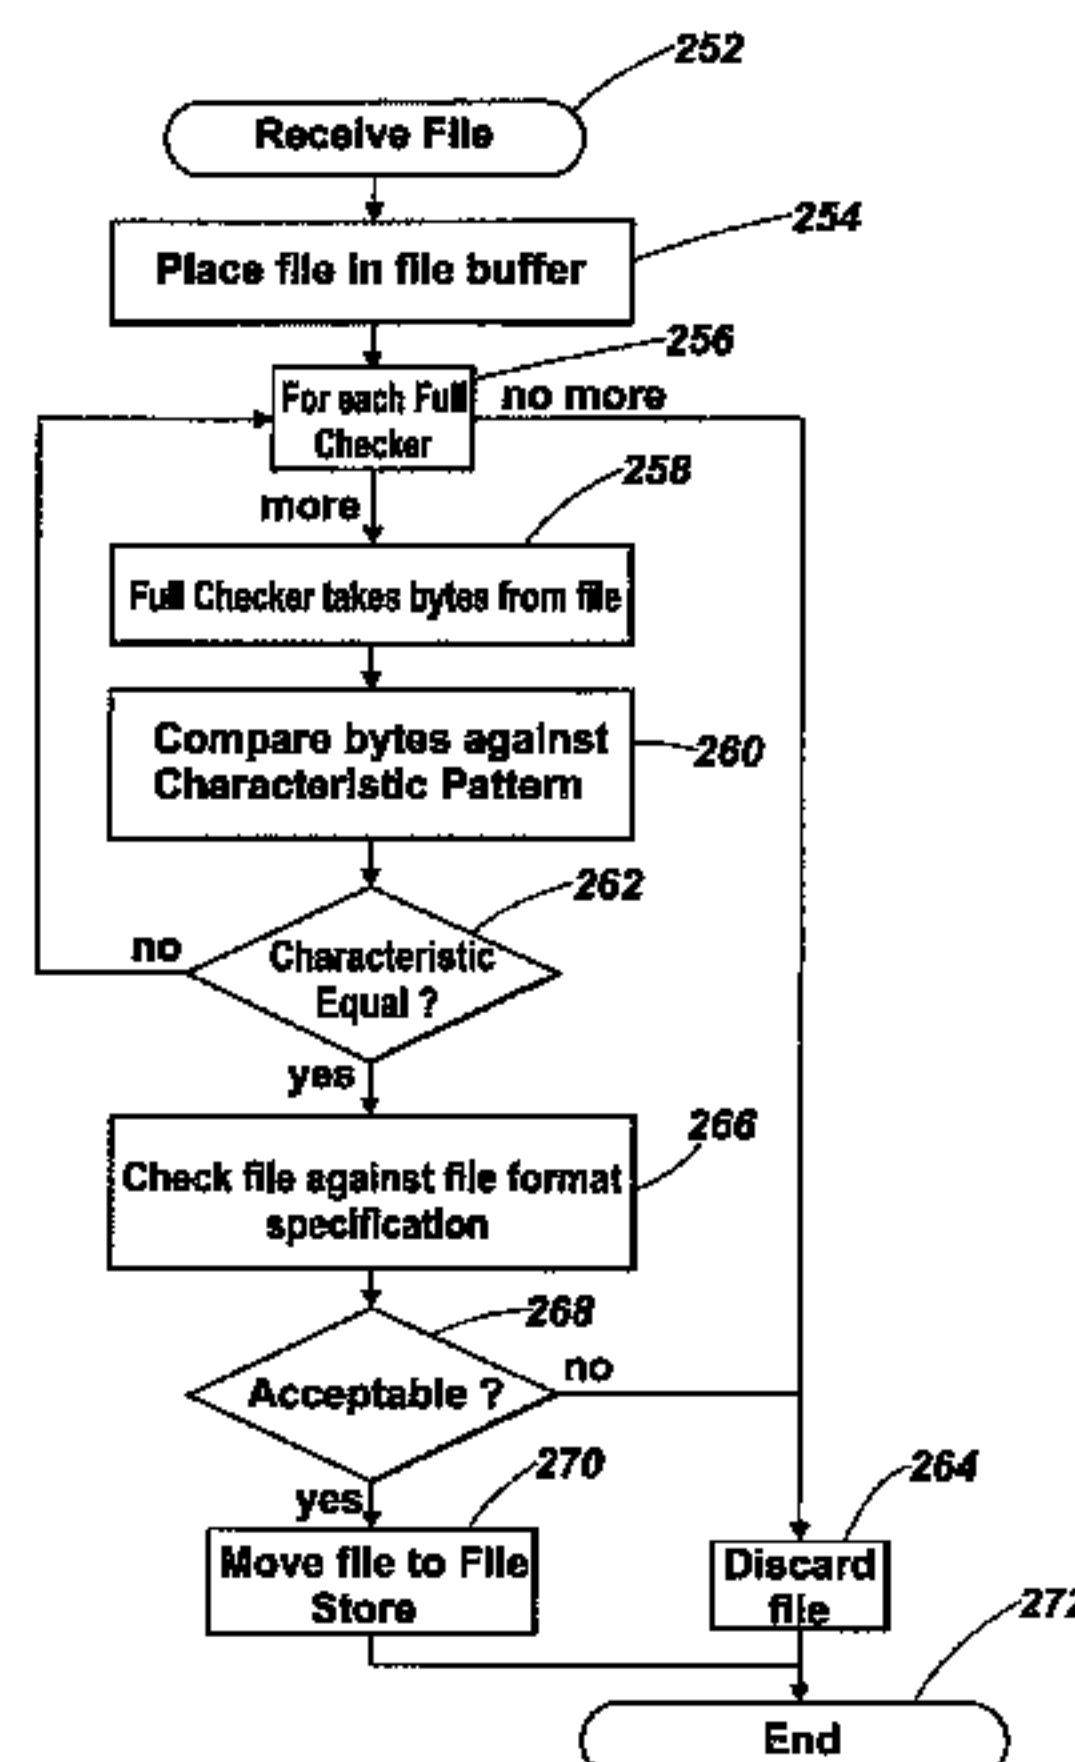 252
Receive File
254
Place file in file buffer
256
For each Full
Checker
no more
258
more
Full Checker takes bytes from file
Compare bytes against
Characteristic Pattern
260
262
no
Characteristic
Equal ?
yes
266
Check file against file format
specification
268
no
Acceptable ?
270
264
yes
Move file to File
Store
Discard
file
272
End